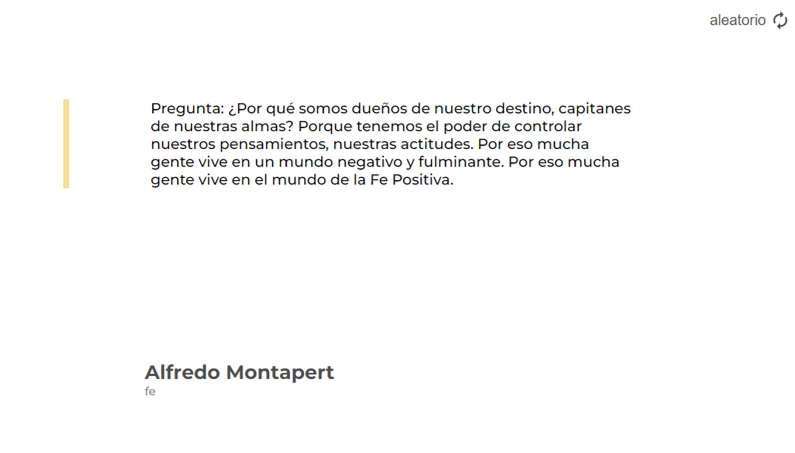 aleatorio
Pregunta: ¿Por qué somos dueños de nuestro destino, capitanes
de nuestras almas? Porque tenemos el poder de controlar
nuestros pensamientos, nuestras actitudes. Por eso mucha
gente vive en un mundo negativo y fulminante. Por eso mucha
gente vive en el mundo de la Fe Positiva.
Alfredo Montapert
fe